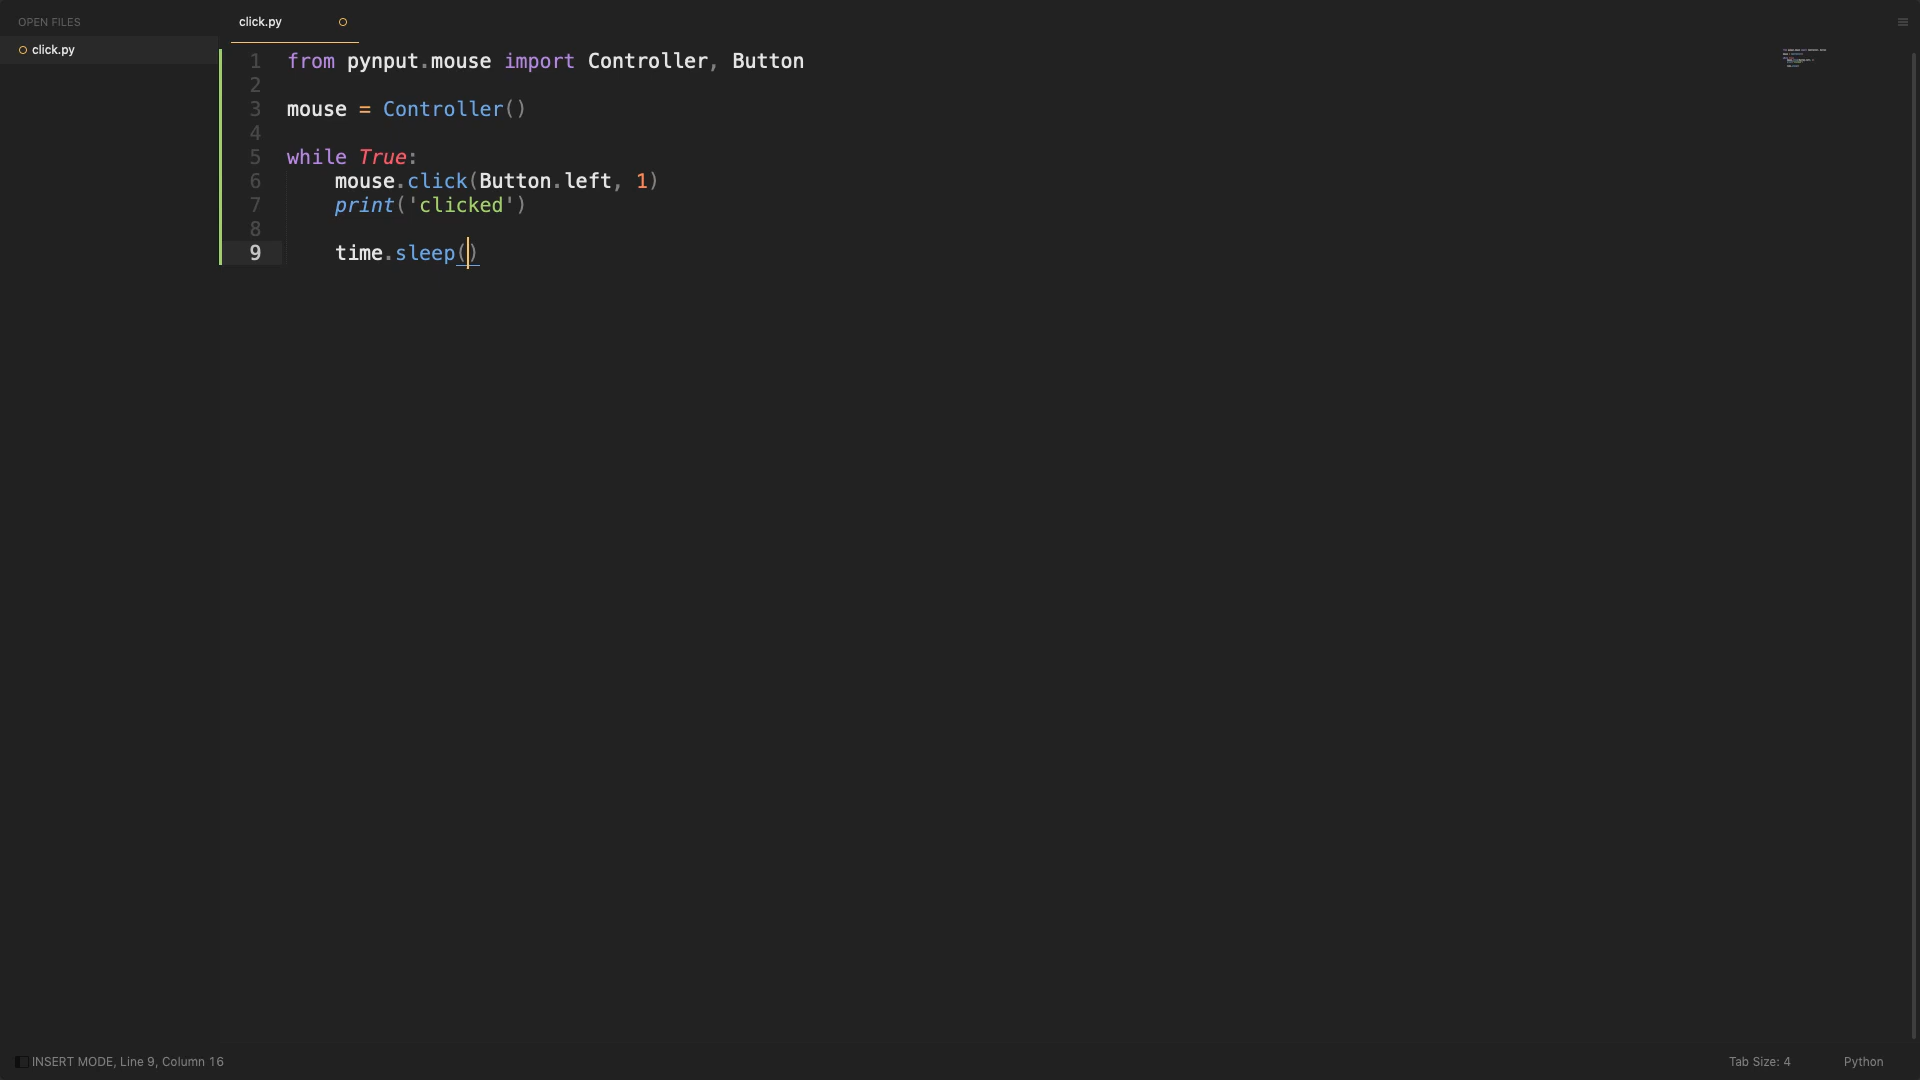 OPEN FILES
click.py
click.py
1 from pynput.mouse import Controller, Button
2
3 mouse = Controller()
4
5 while True:
6     mouse.click(Button.left, 1)
7     print('clicked')
8
9     time.sleep()
INSERT MODE, Line 9, Column 16
Tab Size: 4
Python